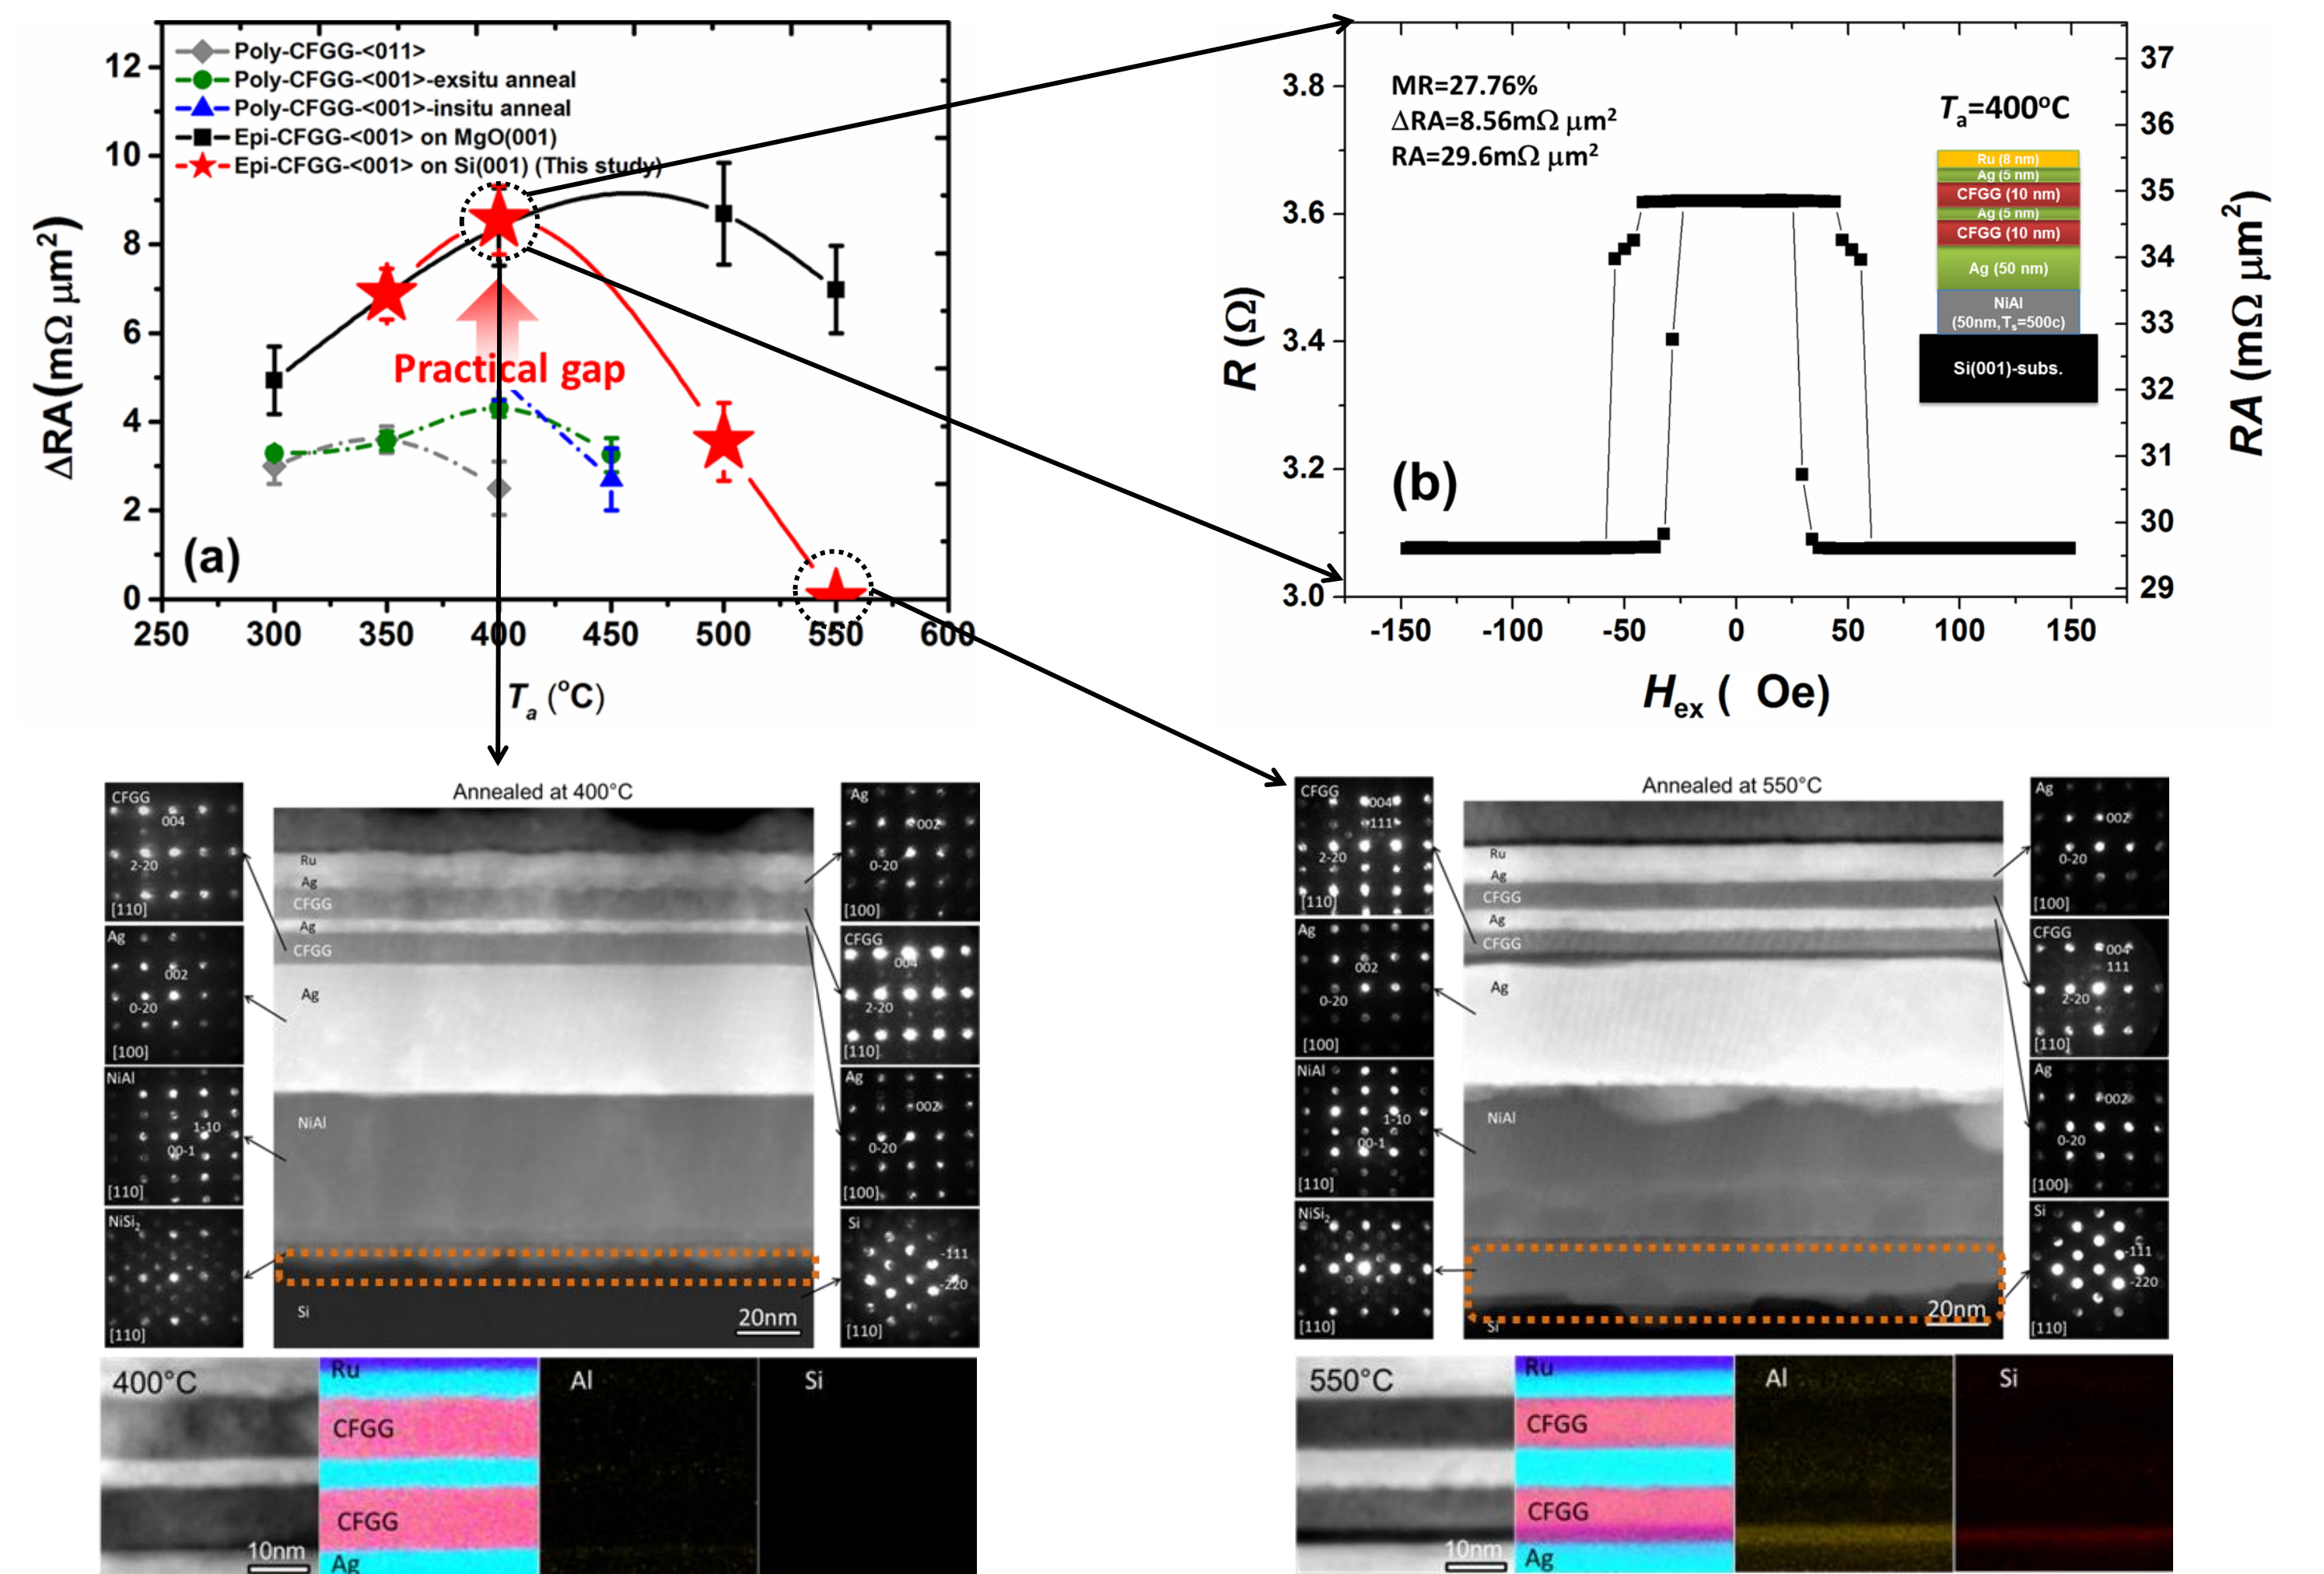 Poly-CFGG-<011>
Poly-CFGG-<001>-exsitu anneal
Poly-CFGG-<001>-insitu anneal
Epi-CFGG-<001> on MgO(001)
Epi-CFGG-<001> on Si(001) (This study)
12
10
8
6
4
2
0
ΔRA(mΩ μm²)
Practical gap
(a)
250 300 350 400 450 500 550 600
Tₐ (°C)
MR=27.76%
ΔRA=8.56mΩ μm²
RA=29.6mΩ μm²
Tₐ=400°C
Ru (8 nm)
Ag (5 nm)
CFGG (10 nm)
Ag (5 nm)
CFGG (10 nm)
Ag (50 nm)
NiAl
(50nm,Tₛ=500c)
Si(001)-subs.
3.8
3.6
3.4
3.2
3.0
R (Ω)
37
36
35
34
33
32
31
30
29
RA (mΩ μm²)
(b)
-150 -100 -50 0 50 100 150
Hex ( Oe)
Annealed at 400°C
CFGG
004
2-20
[110]
Ag
002
0-20
[100]
NiAl
1-10
00-1
[110]
NiSi₂
[110]
Ru
Ag
CFGG
Ag
CFGG
Ag
NiAl
Si
20nm
Ag
002
0-20
[100]
CFGG
004
2-20
[110]
Ag
002
0-20
[100]
Si
-111
-220
[110]
400°C
10nm
Ru
CFGG
CFGG
Ag
Al
Si
Annealed at 550°C
CFGG
004
111
2-20
[110]
Ag
002
0-20
[100]
NiAl
1-10
00-1
[110]
NiSi₂
[110]
Ru
Ag
CFGG
Ag
CFGG
Ag
NiAl
Si
20nm
Ag
002
0-20
[100]
CFGG
004
111
2-20
[110]
Ag
002
0-20
[100]
Si
-111
-220
[110]
550°C
10nm
Ru
CFGG
CFGG
Ag
Al
Si